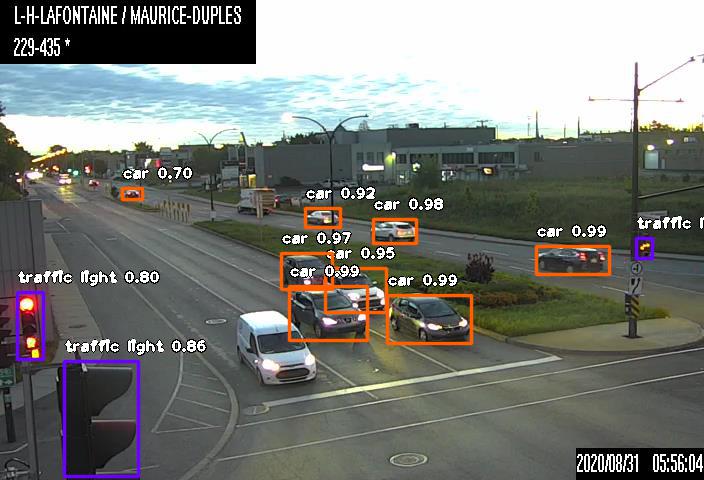 L-H-LAFONTAINE / MAURICE-DUPLES
229-435 *
car 0.70
car 0.92
car 0.98
car 0.99
traffic l
car 0.97
car 0.95
car 0.99
car 0.99
traffic light 0.80
traffic light 0.86
2020/08/31 05:56:04